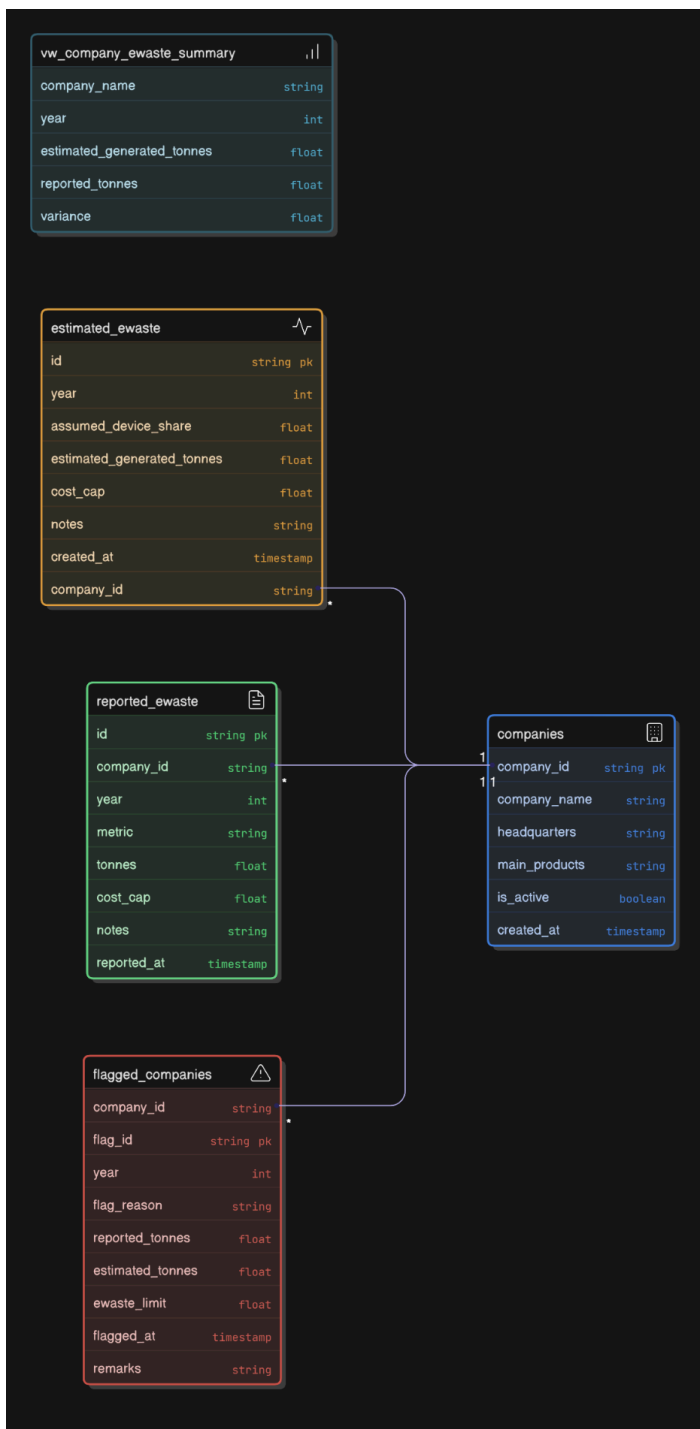 vw_company_ewaste_summary
company_name string
year int
estimated_generated_tonnes float
reported_tonnes float
variance float
estimated_ewaste
id string pk
year int
assumed_device_share float
estimated_generated_tonnes float
cost_cap float
notes string
created_at timestamp
company_id string
*
reported_ewaste
id string pk
company_id string
*
year int
metric string
tonnes float
cost_cap float
notes string
reported_at timestamp
companies
1
company_id string pk
1 1
company_name string
headquarters string
main_products string
is_active boolean
created_at timestamp
flagged_companies
company_id string
*
flag_id string pk
year int
flag_reason string
reported_tonnes float
estimated_tonnes float
ewaste_limit float
flagged_at timestamp
remarks string